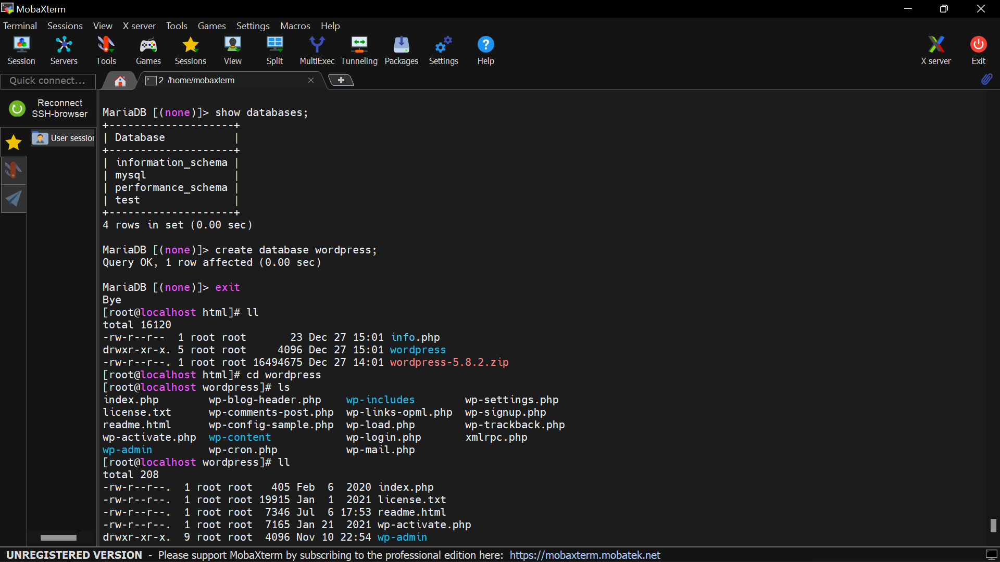 MobaXterm
Terminal Sessions View X server Tools Games Settings Macros Help
Session Servers Tools Games Sessions View Split MultiExec Tunneling Packages Settings Help X server Exit
Quick connect...
2. /home/mobaxterm
Reconnect
SSH-browser
User session
MariaDB [(none)]> show databases;
+--------------------+
| Database           |
+--------------------+
| information_schema |
| mysql              |
| performance_schema |
| test               |
+--------------------+
4 rows in set (0.00 sec)
MariaDB [(none)]> create database wordpress;
Query OK, 1 row affected (0.00 sec)
MariaDB [(none)]> exit
Bye
[root@localhost html]# ll
total 16120
-rw-r--r--  1 root root       23 Dec 27 15:01 info.php
drwxr-xr-x. 5 root root     4096 Dec 27 15:01 wordpress
-rw-r--r--. 1 root root 16494675 Dec 27 14:01 wordpress-5.8.2.zip
[root@localhost html]# cd wordpress
[root@localhost wordpress]# ls
index.php        wp-blog-header.php    wp-includes        wp-settings.php
license.txt      wp-comments-post.php  wp-links-opml.php  wp-signup.php
readme.html      wp-config-sample.php  wp-load.php        wp-trackback.php
wp-activate.php  wp-content            wp-login.php       xmlrpc.php
wp-admin         wp-cron.php           wp-mail.php
[root@localhost wordpress]# ll
total 208
-rw-r--r--.  1 root root   405 Feb  6  2020 index.php
-rw-r--r--.  1 root root 19915 Jan  1  2021 license.txt
-rw-r--r--.  1 root root  7346 Jul  6 17:53 readme.html
-rw-r--r--.  1 root root  7165 Jan 21  2021 wp-activate.php
drwxr-xr-x.  9 root root  4096 Nov 10 22:54 wp-admin
UNREGISTERED VERSION - Please support MobaXterm by subscribing to the professional edition here: https://mobaxterm.mobatek.net